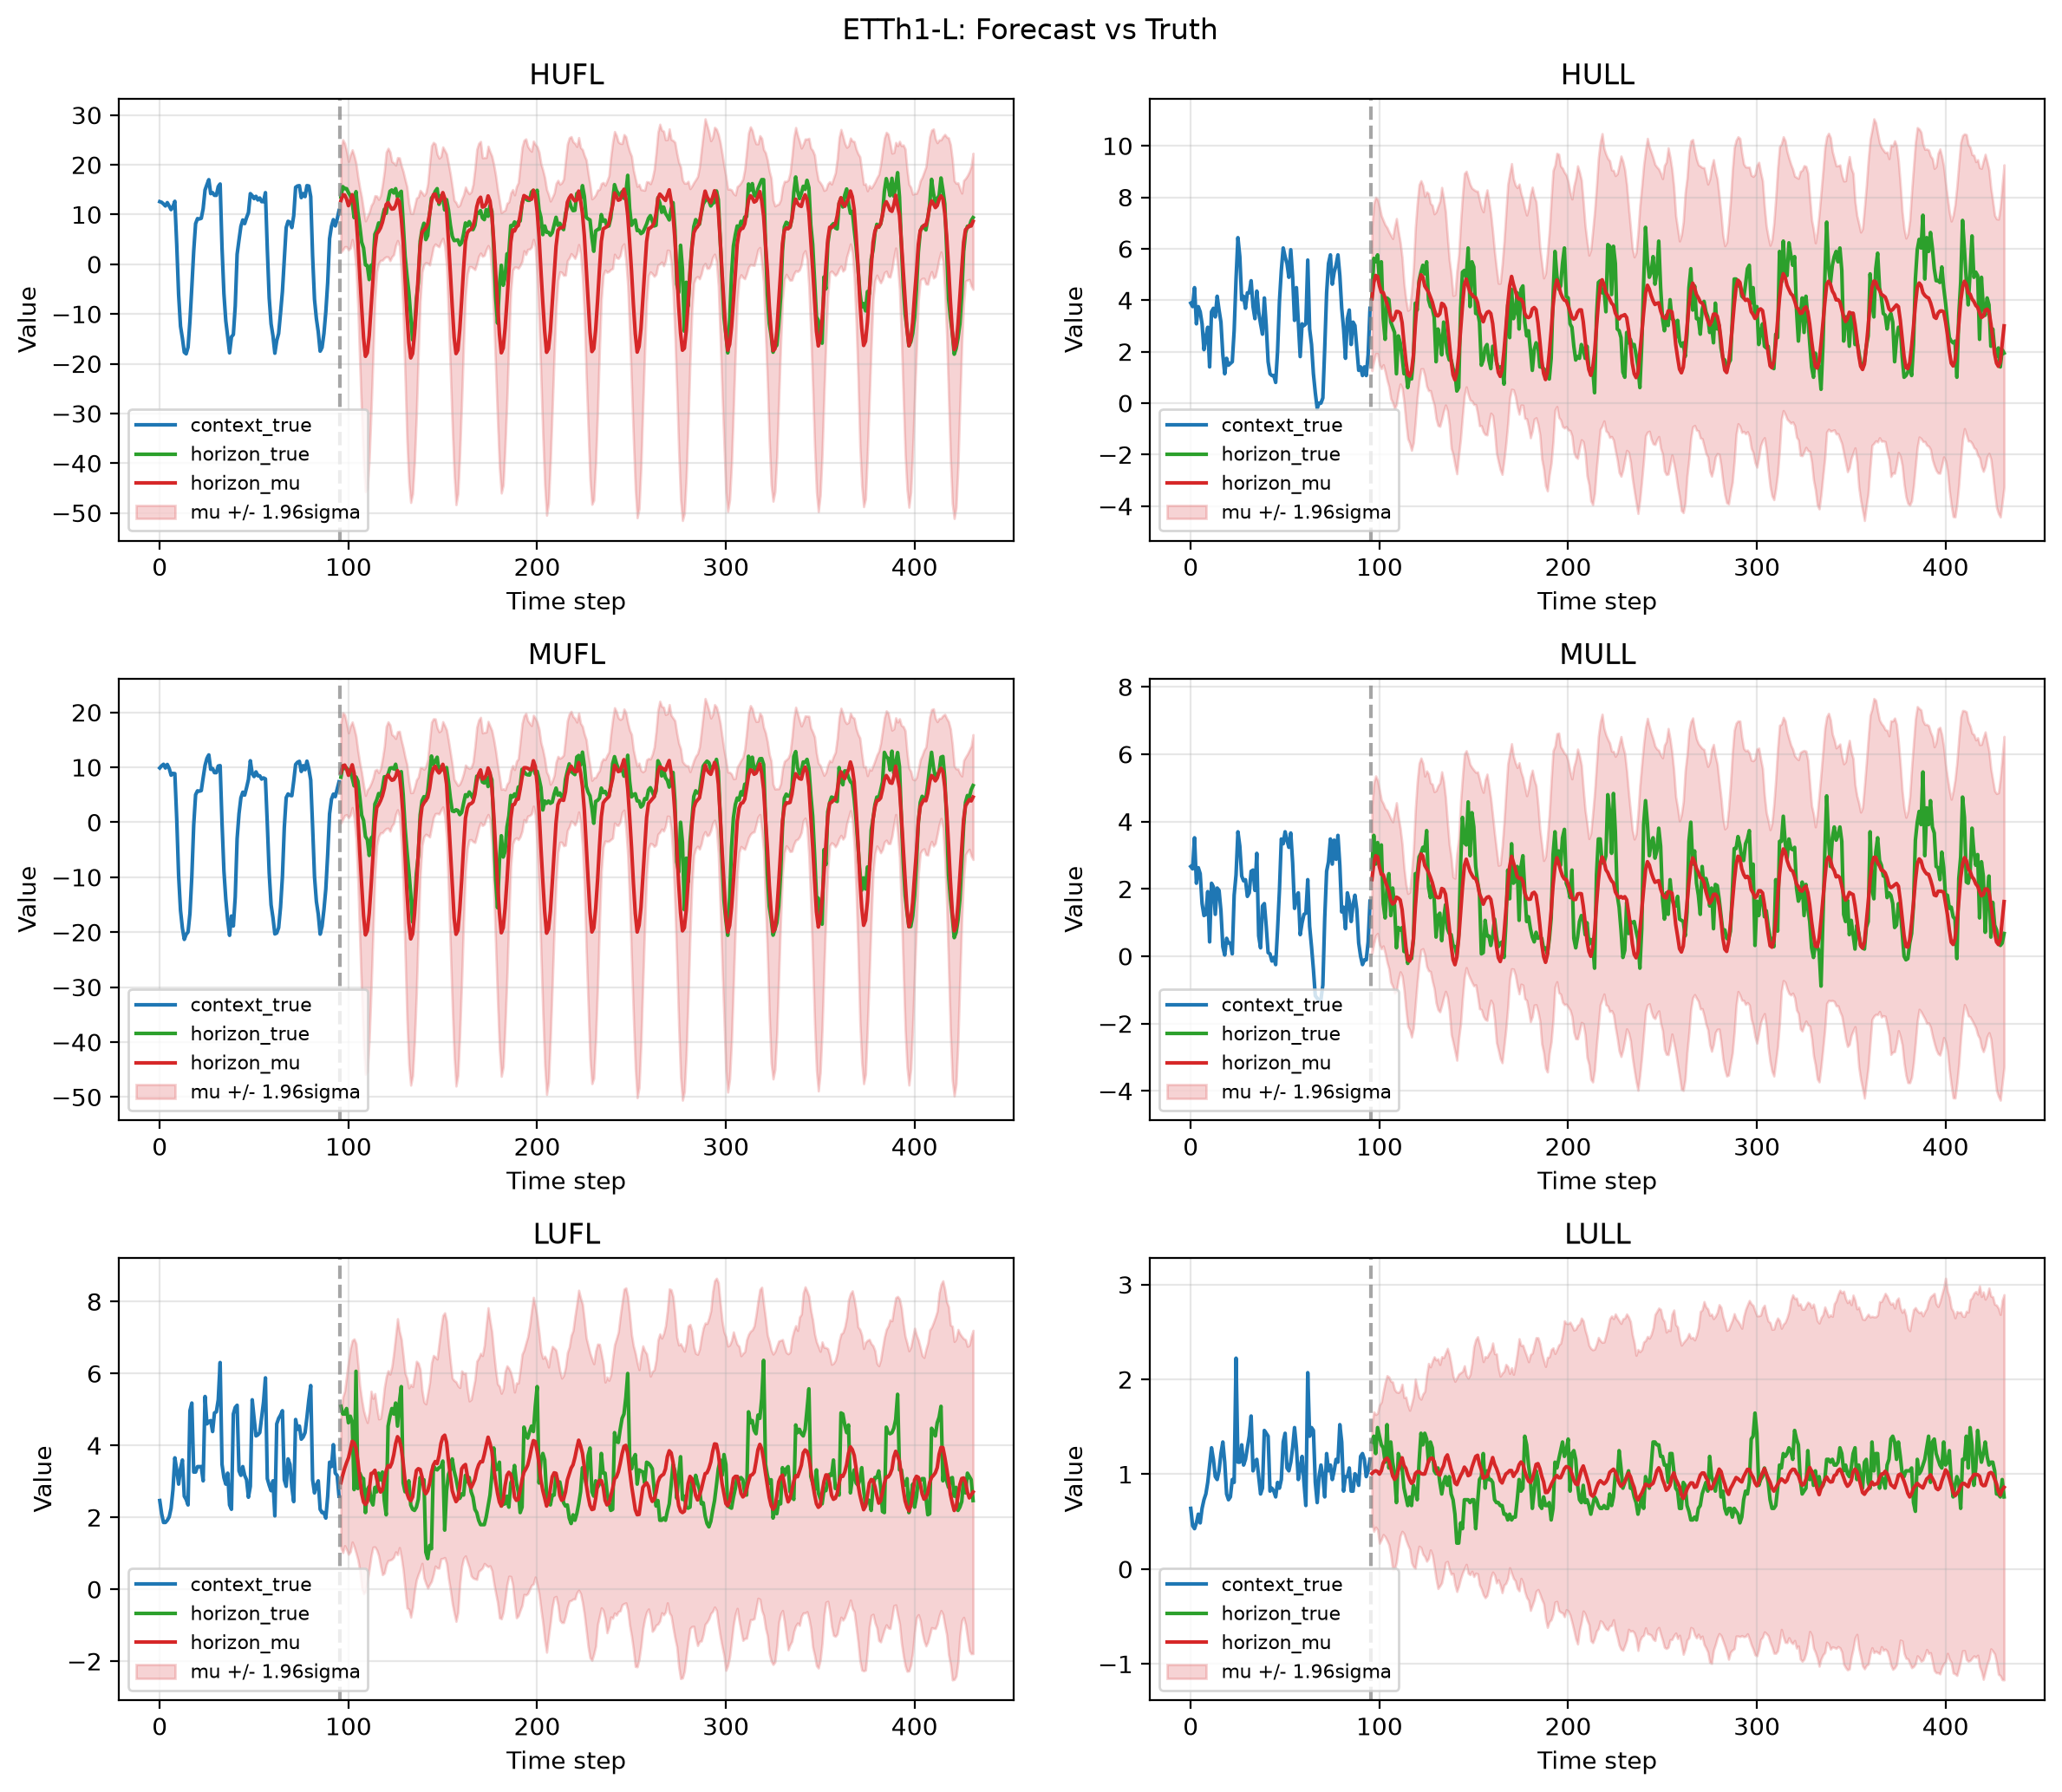 ETTh1-L: Forecast vs Truth
HUFL
Value
30
20
10
0
−10
−20
−30
−40
−50
context_true
horizon_true
horizon_mu
mu +/- 1.96sigma
0 100 200 300 400
Time step
HULL
Value
10
8
6
4
2
0
−2
−4
context_true
horizon_true
horizon_mu
mu +/- 1.96sigma
0 100 200 300 400
Time step
MUFL
Value
20
10
0
−10
−20
−30
−40
−50
context_true
horizon_true
horizon_mu
mu +/- 1.96sigma
0 100 200 300 400
Time step
MULL
Value
8
6
4
2
0
−2
−4
context_true
horizon_true
horizon_mu
mu +/- 1.96sigma
0 100 200 300 400
Time step
LUFL
Value
8
6
4
2
0
−2
context_true
horizon_true
horizon_mu
mu +/- 1.96sigma
0 100 200 300 400
Time step
LULL
Value
3
2
1
0
−1
context_true
horizon_true
horizon_mu
mu +/- 1.96sigma
0 100 200 300 400
Time step